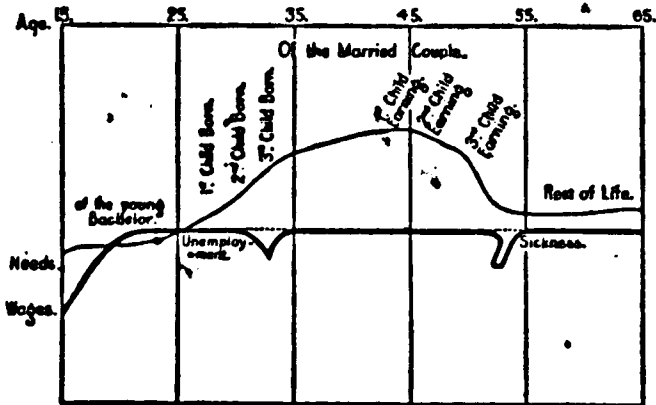 Age. 15. 25. 35. 45. 55. 65.
Of the Married Couple.
1st Child Born.
2nd Child Born.
3rd Child Born.
1st Child
Earning.
2nd Child
Earning
3rd Child
Earning.
of the young
Bachelor.
Rest of Life.
Unemploy
-ment.
Sickness.
Needs.
Wages.